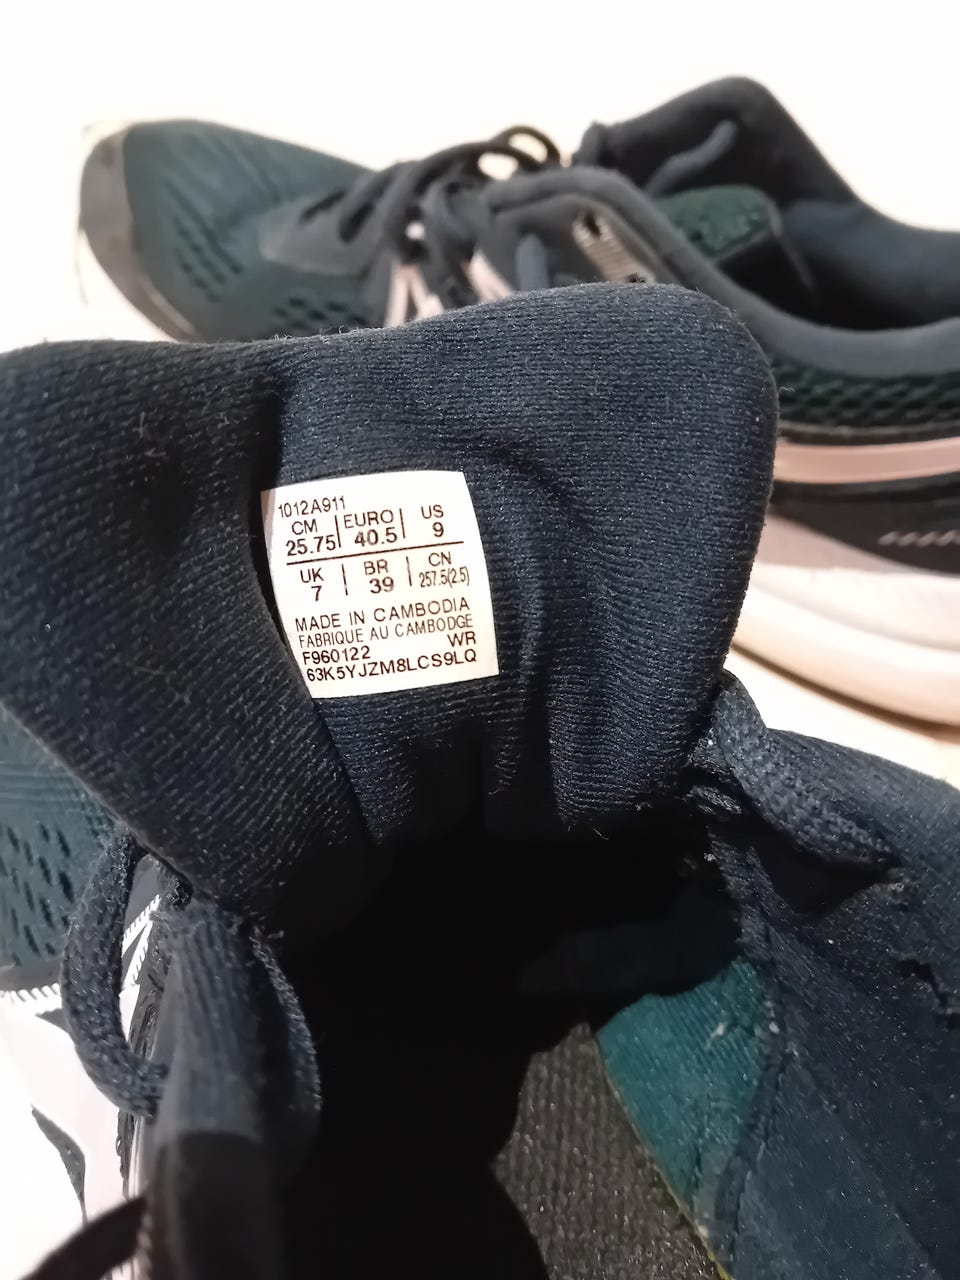 1012A911
CM | EURO | US
25.75 | 40.5 | 9
UK | BR | CN
7 | 39 | 257.5(2.5)
MADE IN CAMBODIA
FABRIQUE AU CAMBODGE
F960122 WR
63K5YJZM8LCS9LQ